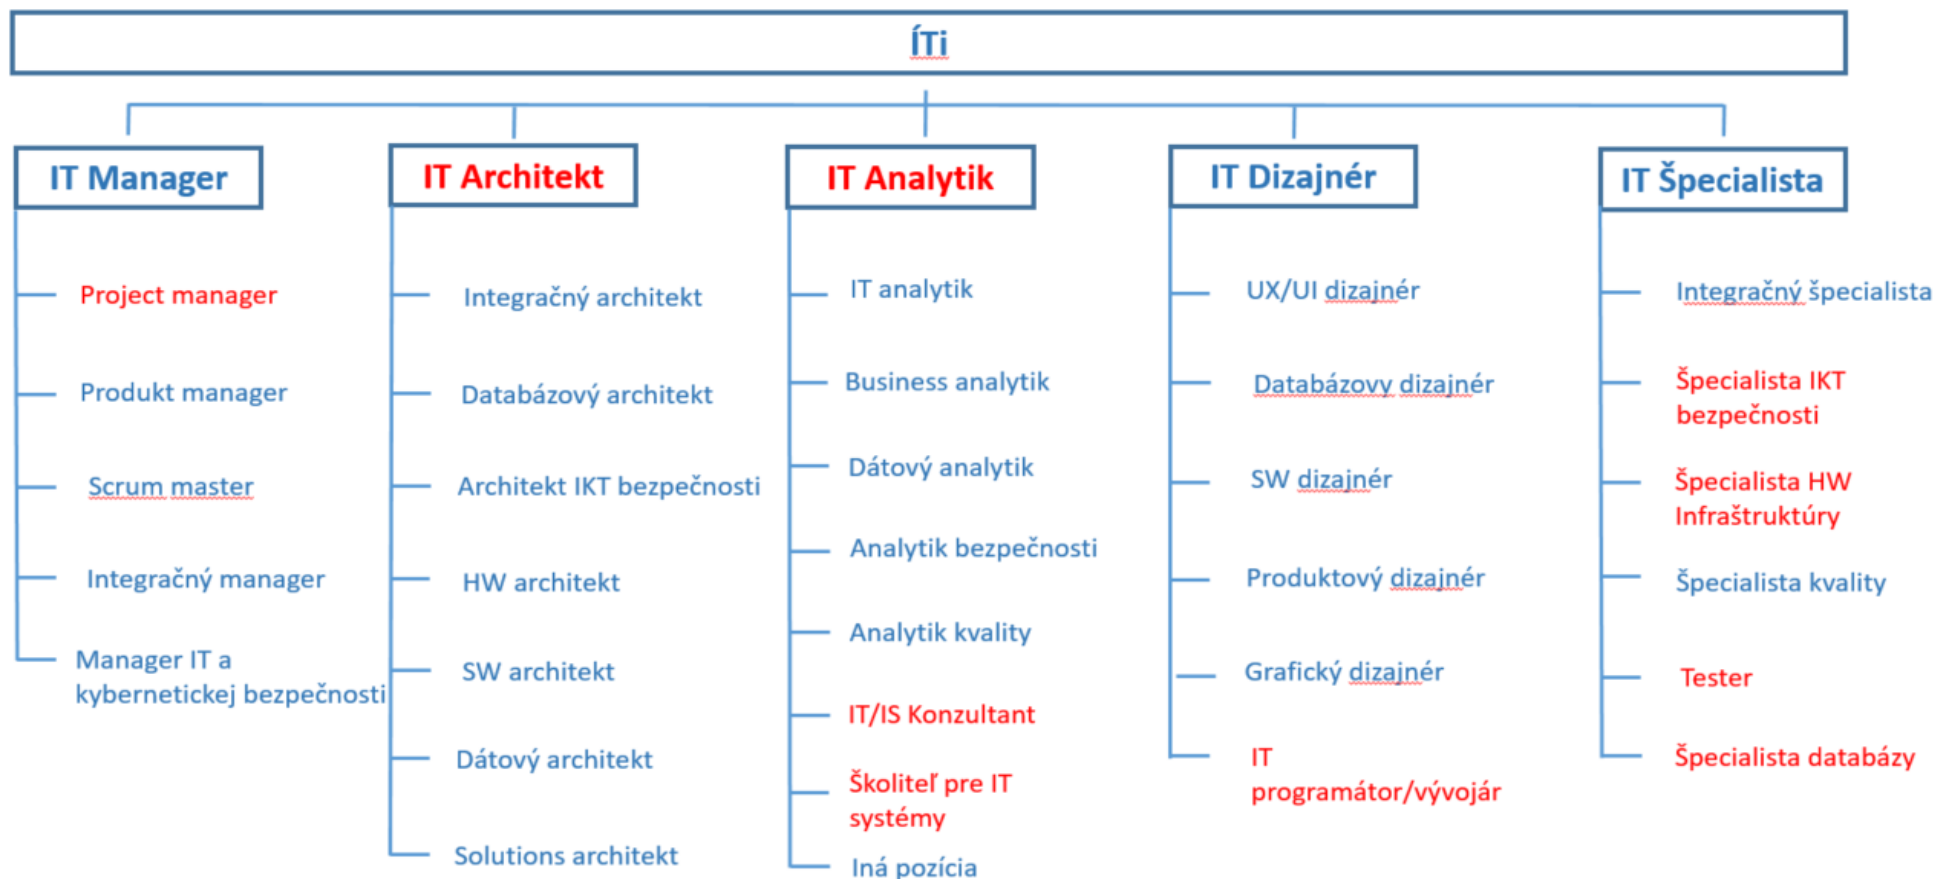 ÍTi
IT Manager
Project manager
Produkt manager
Scrum master
Integračný manager
Manager IT a
kybernetickej bezpečnosti
IT Architekt
Integračný architekt
Databázový architekt
Architekt IKT bezpečnosti
HW architekt
SW architekt
Dátový architekt
Solutions architekt
IT Analytik
IT analytik
Business analytik
Dátový analytik
Analytik bezpečnosti
Analytik kvality
IT/IS Konzultant
Školiteľ pre IT
systémy
Iná pozícia
IT Dizajnér
UX/UI dizajnér
Databázovy dizajnér
SW dizajnér
Produktový dizajnér
Grafický dizajnér
IT
programátor/vývojár
IT Špecialista
Integračný špecialista
Špecialista IKT
bezpečnosti
Špecialista HW
Infraštruktúry
Špecialista kvality
Tester
Špecialista databázy